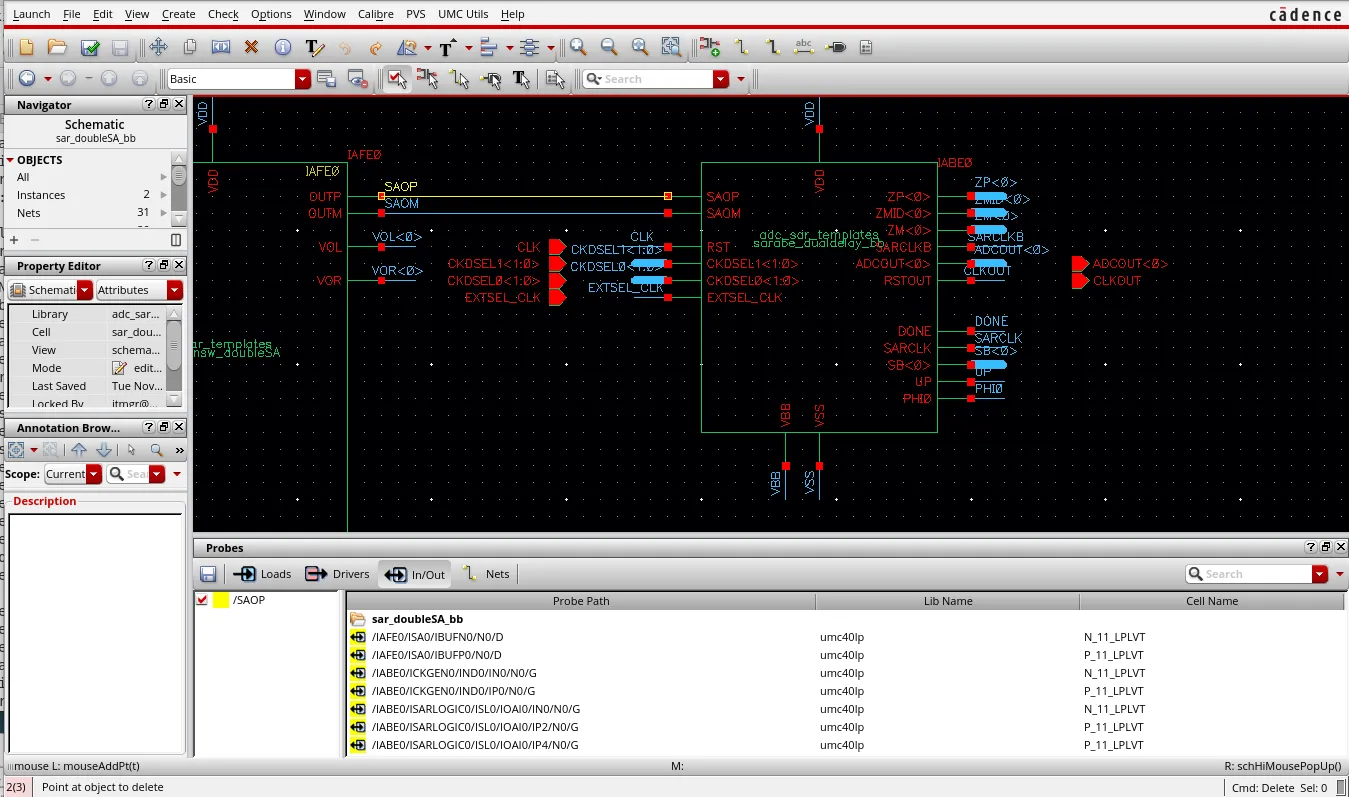 Launch File Edit View Create Check Options Window Calibre PVS UMC Utils Help
cādence
Basic
Search
Navigator
Schematic
sar_doubleSA_bb
OBJECTS
All
Instances 2
Nets 31
Property Editor
Schemati Attributes
Library adc_sar...
Cell sar_dou...
View schema...
Mode edit...
Last Saved Tue Nov...
Locked By itmgr@...
Annotation Brow...
Scope: Current Sea
Description
VDD
VDD
IAFE0
IAFE0
VDD
OUTP
OUTM
VOL
VOR
SAOP
SAOM
VOL<0>
VOR<0>
ar_templates
nsw_doubleSA
CLK
CKDSEL1<1:0>
CKDSEL0<1:0>
EXTSEL_CLK
CLK
CKDSEL1<1:0>
CKDSEL0<1:0>
EXTSEL_CLK
IABE0
VDD
SAOP
SAOM
RST
CKDSEL1<1:0>
CKDSEL0<1:0>
EXTSEL_CLK
adc_sar_templates
sarabe_dualdelay_bb
ZP<0>
ZMID<0>
ZM<0>
SARCLKB
ADCOUT<0>
RSTOUT
DONE
SARCLK
SB<0>
UP
PHI0
VBB
VSS
ZP<0>
ZMID<0>
ZM<0>
SARCLKB
ADCOUT<0>
CLKOUT
DONE
SARCLK
SB<0>
UP
PHI0
ADCOUT<0>
CLKOUT
VBB
VSS
Probes
Loads Drivers In/Out Nets
Search
/SAOP
Probe Path Lib Name Cell Name
sar_doubleSA_bb
/IAFE0/ISA0/IBUFN0/N0/D umc40lp N_11_LPLVT
/IAFE0/ISA0/IBUFP0/N0/D umc40lp P_11_LPLVT
/IABE0/ICKGEN0/IND0/IN0/N0/G umc40lp N_11_LPLVT
/IABE0/ICKGEN0/IND0/IP0/N0/G umc40lp P_11_LPLVT
/IABE0/ISARLOGIC0/ISL0/IOAI0/IN0/N0/G umc40lp N_11_LPLVT
/IABE0/ISARLOGIC0/ISL0/IOAI0/IP2/N0/G umc40lp P_11_LPLVT
/IABE0/ISARLOGIC0/ISL0/IOAI0/IP4/N0/G umc40lp P_11_LPLVT
mouse L: mouseAddPt(t) M: R: schHiMousePopUp()
2(3) Point at object to delete Cmd: Delete Sel: 0